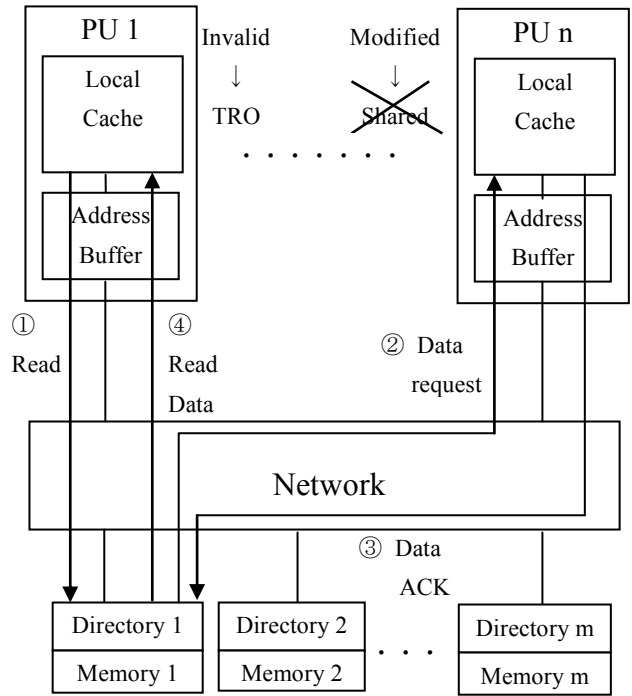 PU 1
Invalid
Modified
PU n
Local
Cache
↓
↓
TRO
Shared
Local
Cache
. . . . . . .
Address
Buffer
Address
Buffer
①
Read
④
Read
Data
② Data
request
Network
③ Data
ACK
Directory 1
Memory 1
Directory 2
Memory 2
. . .
Directory m
Memory m